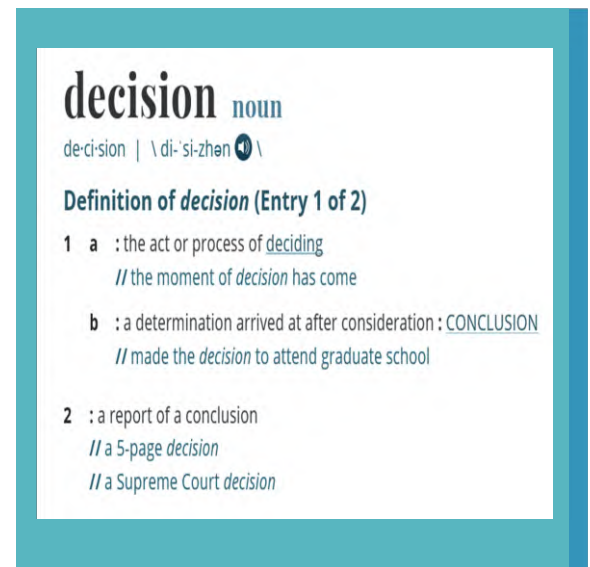 decision noun
de·ci·sion | \ di-ˈsi-zhən \
Definition of decision (Entry 1 of 2)
1 a : the act or process of deciding
// the moment of decision has come
b : a determination arrived at after consideration : CONCLUSION
// made the decision to attend graduate school
2 : a report of a conclusion
// a 5-page decision
// a Supreme Court decision